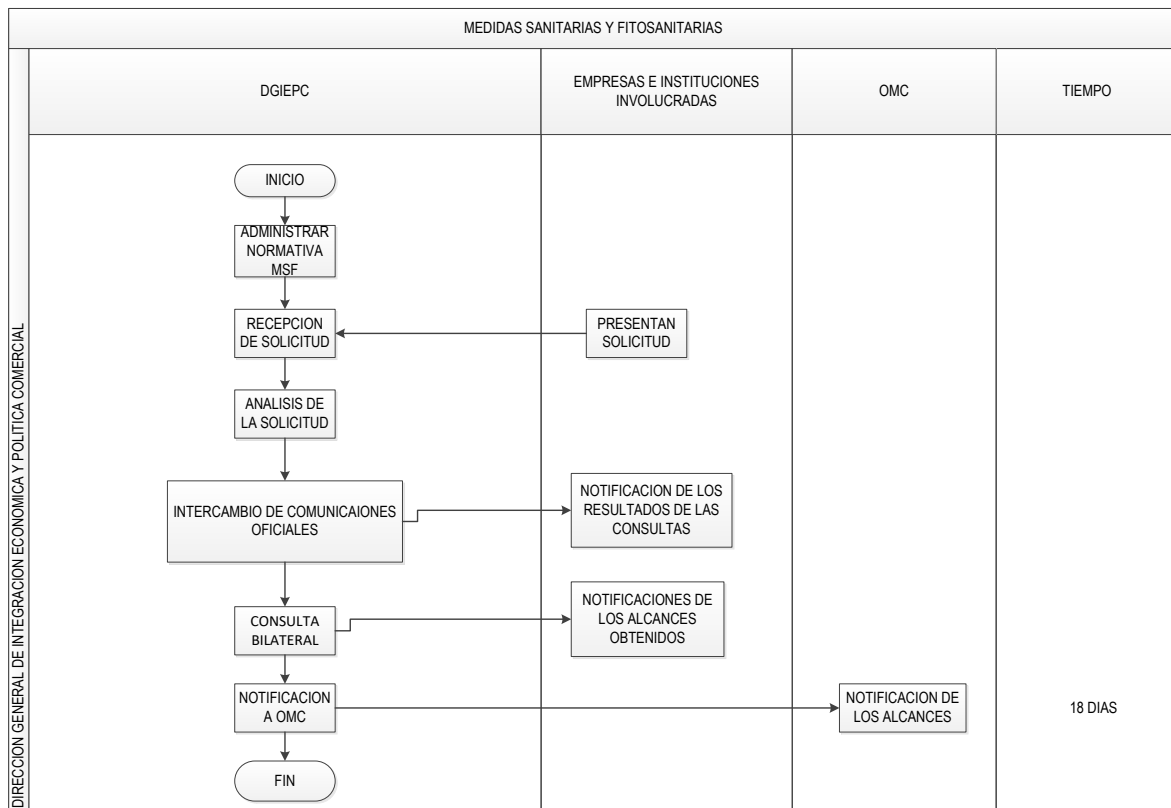 MEDIDAS SANITARIAS Y FITOSANITARIAS
DIRECCION GENERAL DE INTEGRACION ECONOMICA Y POLITICA COMERCIAL
DGIEPC
EMPRESAS E INSTITUCIONES
INVOLUCRADAS
OMC
TIEMPO
INICIO
ADMINISTRAR
NORMATIVA
MSF
RECEPCION
DE SOLICITUD
PRESENTAN
SOLICITUD
ANALISIS DE
LA SOLICITUD
INTERCAMBIO DE COMUNICAIONES
OFICIALES
NOTIFICACION DE LOS
RESULTADOS DE LAS
CONSULTAS
CONSULTA
BILATERAL
NOTIFICACIONES DE
LOS ALCANCES
OBTENIDOS
NOTIFICACION
A OMC
NOTIFICACION DE
LOS ALCANCES
18 DIAS
FIN